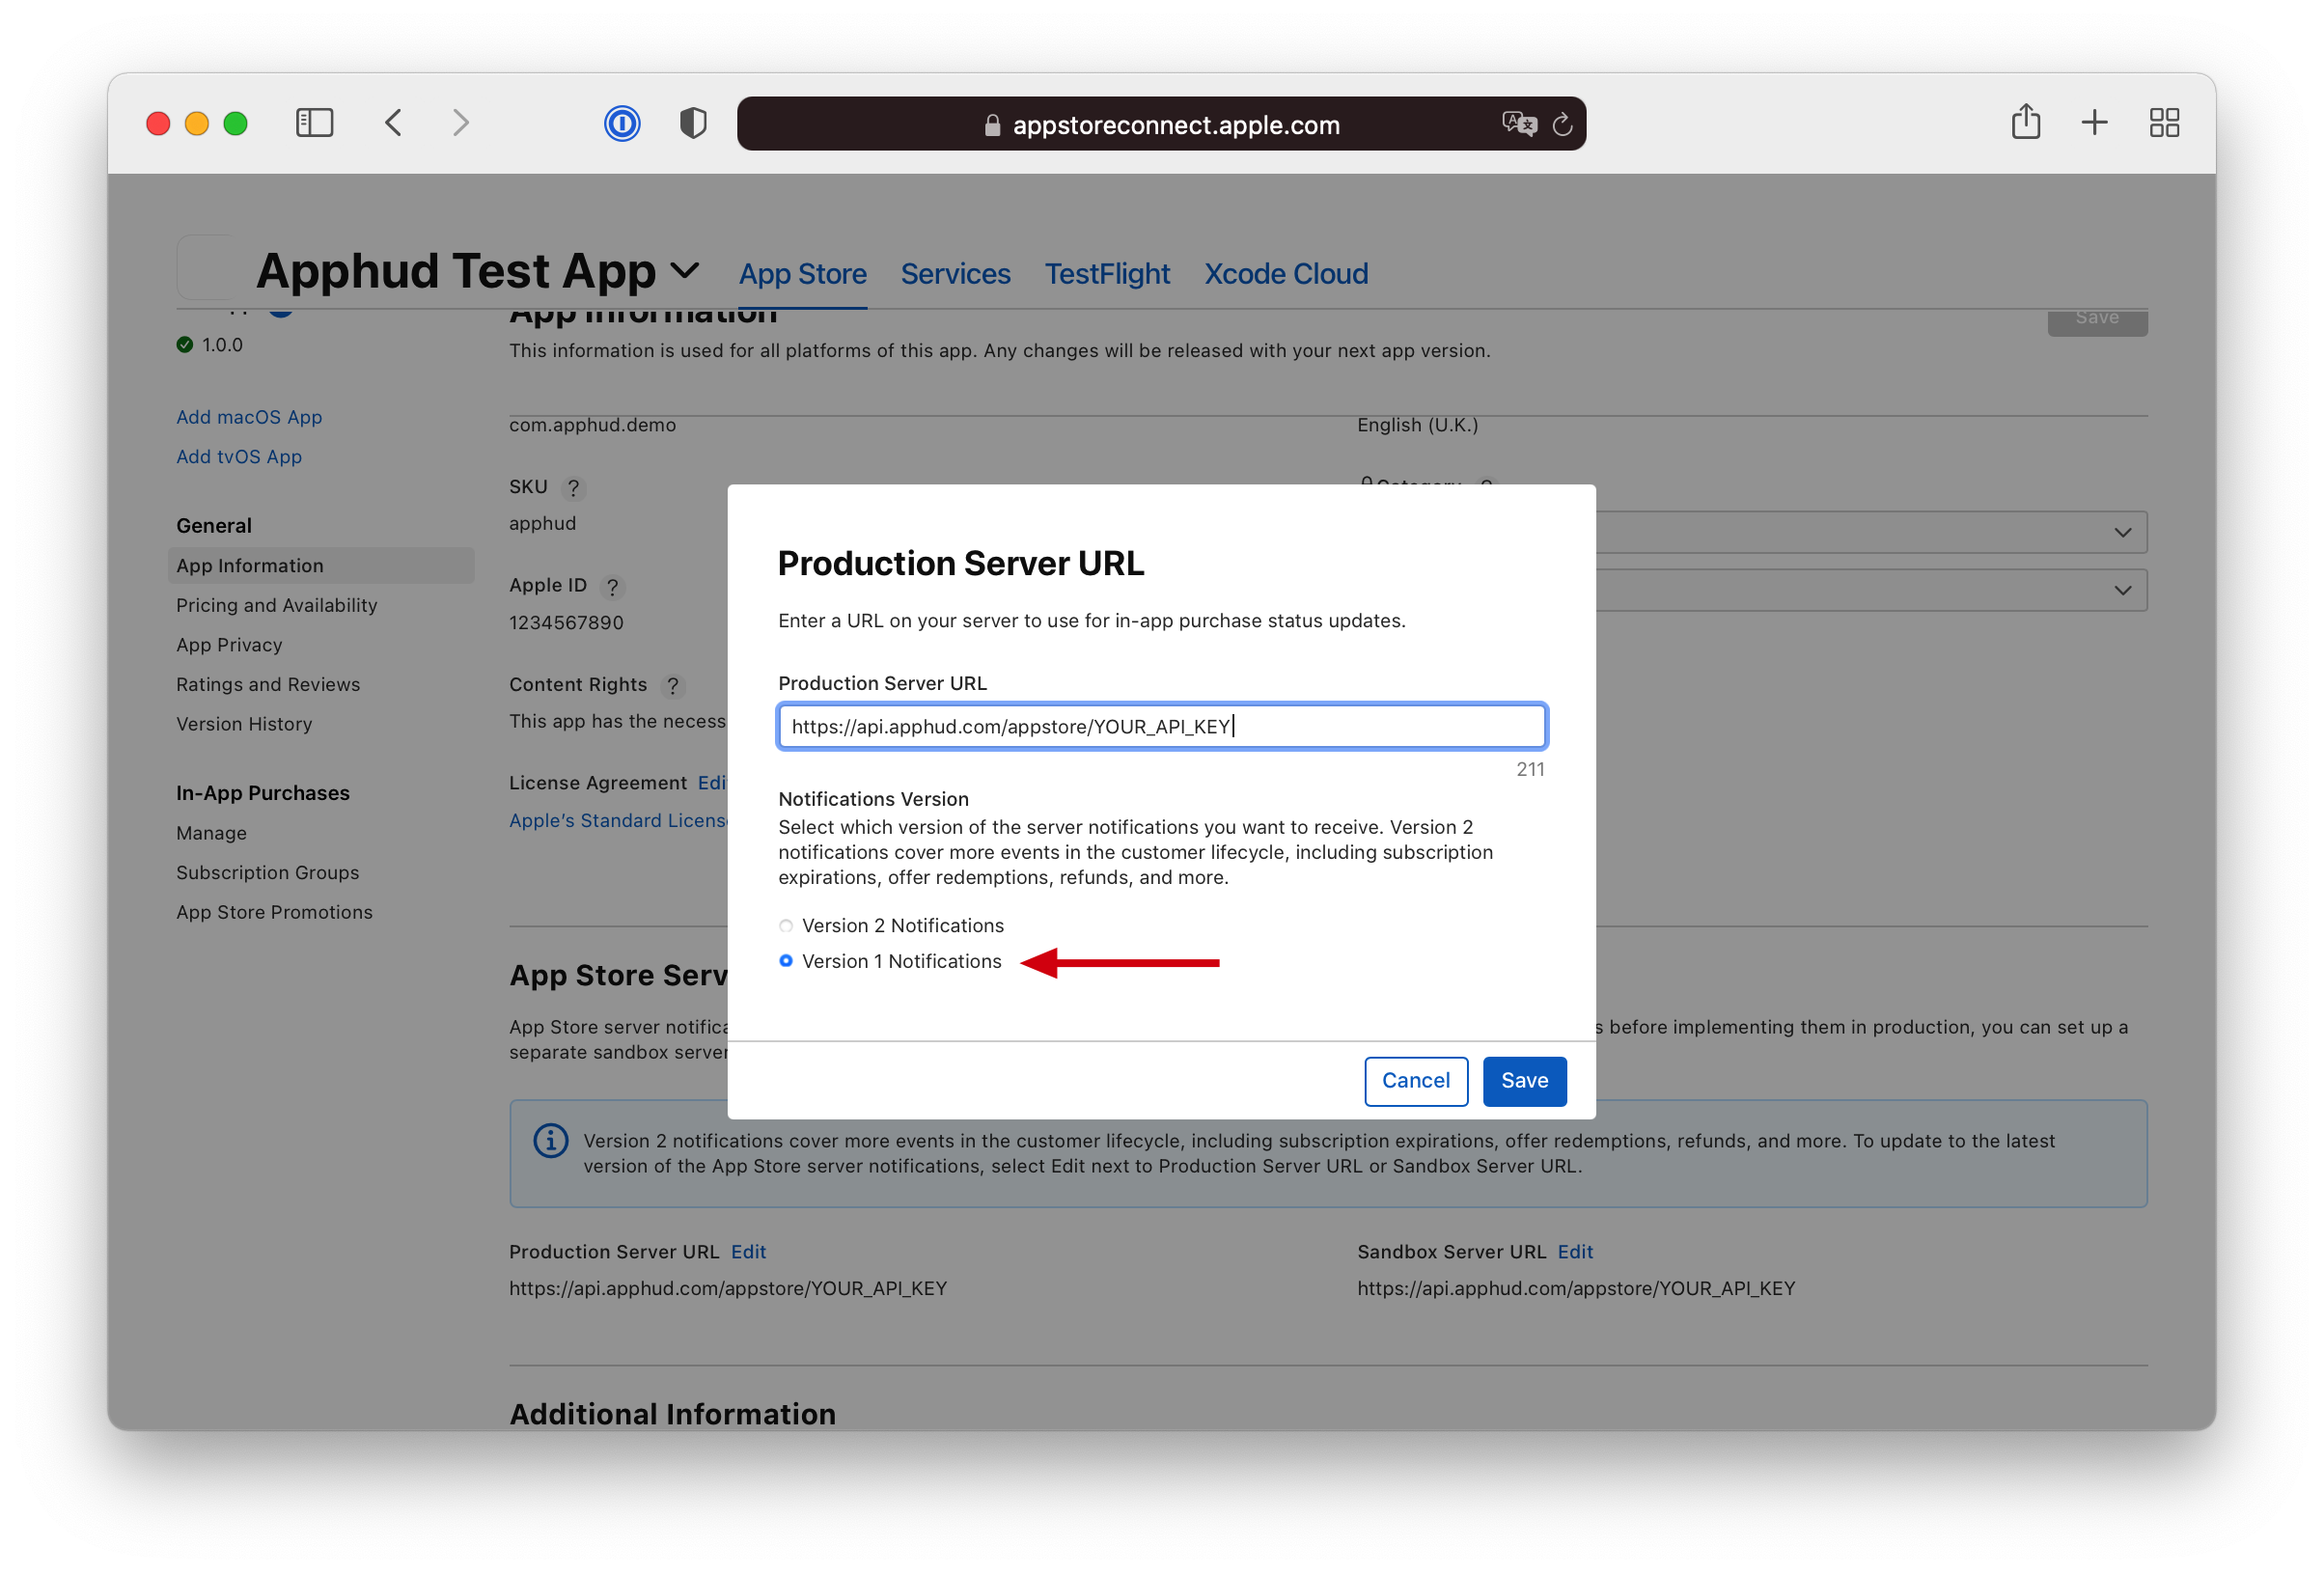 appstoreconnect.apple.com
Apphud Test App
App Store Services TestFlight Xcode Cloud
App Information
Save
1.0.0
This information is used for all platforms of this app. Any changes will be released with your next app version.
Add macOS App
Add tvOS App
General
App Information
Pricing and Availability
App Privacy
Ratings and Reviews
Version History
In-App Purchases
Manage
Subscription Groups
App Store Promotions
com.apphud.demo
English (U.K.)
SKU ?
apphud
Category ?
Apple ID ?
1234567890
Content Rights ?
This app has the necess
License Agreement Edi
Apple's Standard Licens
Production Server URL
Enter a URL on your server to use for in-app purchase status updates.
Production Server URL
https://api.apphud.com/appstore/YOUR_API_KEY
211
Notifications Version
Select which version of the server notifications you want to receive. Version 2
notifications cover more events in the customer lifecycle, including subscription
expirations, offer redemptions, refunds, and more.
Version 2 Notifications
Version 1 Notifications
Cancel
Save
App Store Serv
App Store server notifica
s before implementing them in production, you can set up a
separate sandbox server
Version 2 notifications cover more events in the customer lifecycle, including subscription expirations, offer redemptions, refunds, and more. To update to the latest
version of the App Store server notifications, select Edit next to Production Server URL or Sandbox Server URL.
Production Server URL Edit
https://api.apphud.com/appstore/YOUR_API_KEY
Sandbox Server URL Edit
https://api.apphud.com/appstore/YOUR_API_KEY
Additional Information